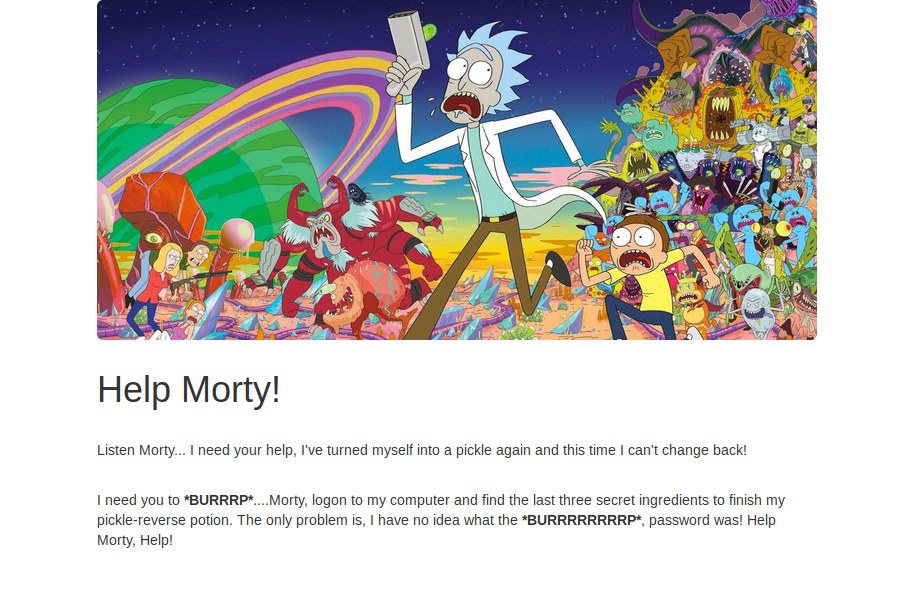 Help Morty!
Listen Morty... I need your help, I've turned myself into a pickle again and this time I can't change back!
I need you to *BURRRP*....Morty, logon to my computer and find the last three secret ingredients to finish my
pickle-reverse potion. The only problem is, I have no idea what the *BURRRRRRRRP*, password was! Help
Morty, Help!